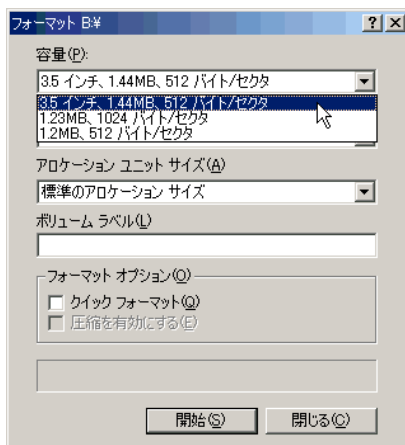 フォーマット B:¥
容量(P):
3.5 インチ、1.44MB、512 バイト/セクタ
3.5 インチ、1.44MB、512 バイト/セクタ
1.23MB、1024 バイト/セクタ
1.2MB、512 バイト/セクタ
アロケーション ユニット サイズ(A)
標準のアロケーション サイズ
ボリューム ラベル(L)
フォーマット オプション(O)
クイック フォーマット(Q)
圧縮を有効にする(E)
開始(S)
閉じる(C)